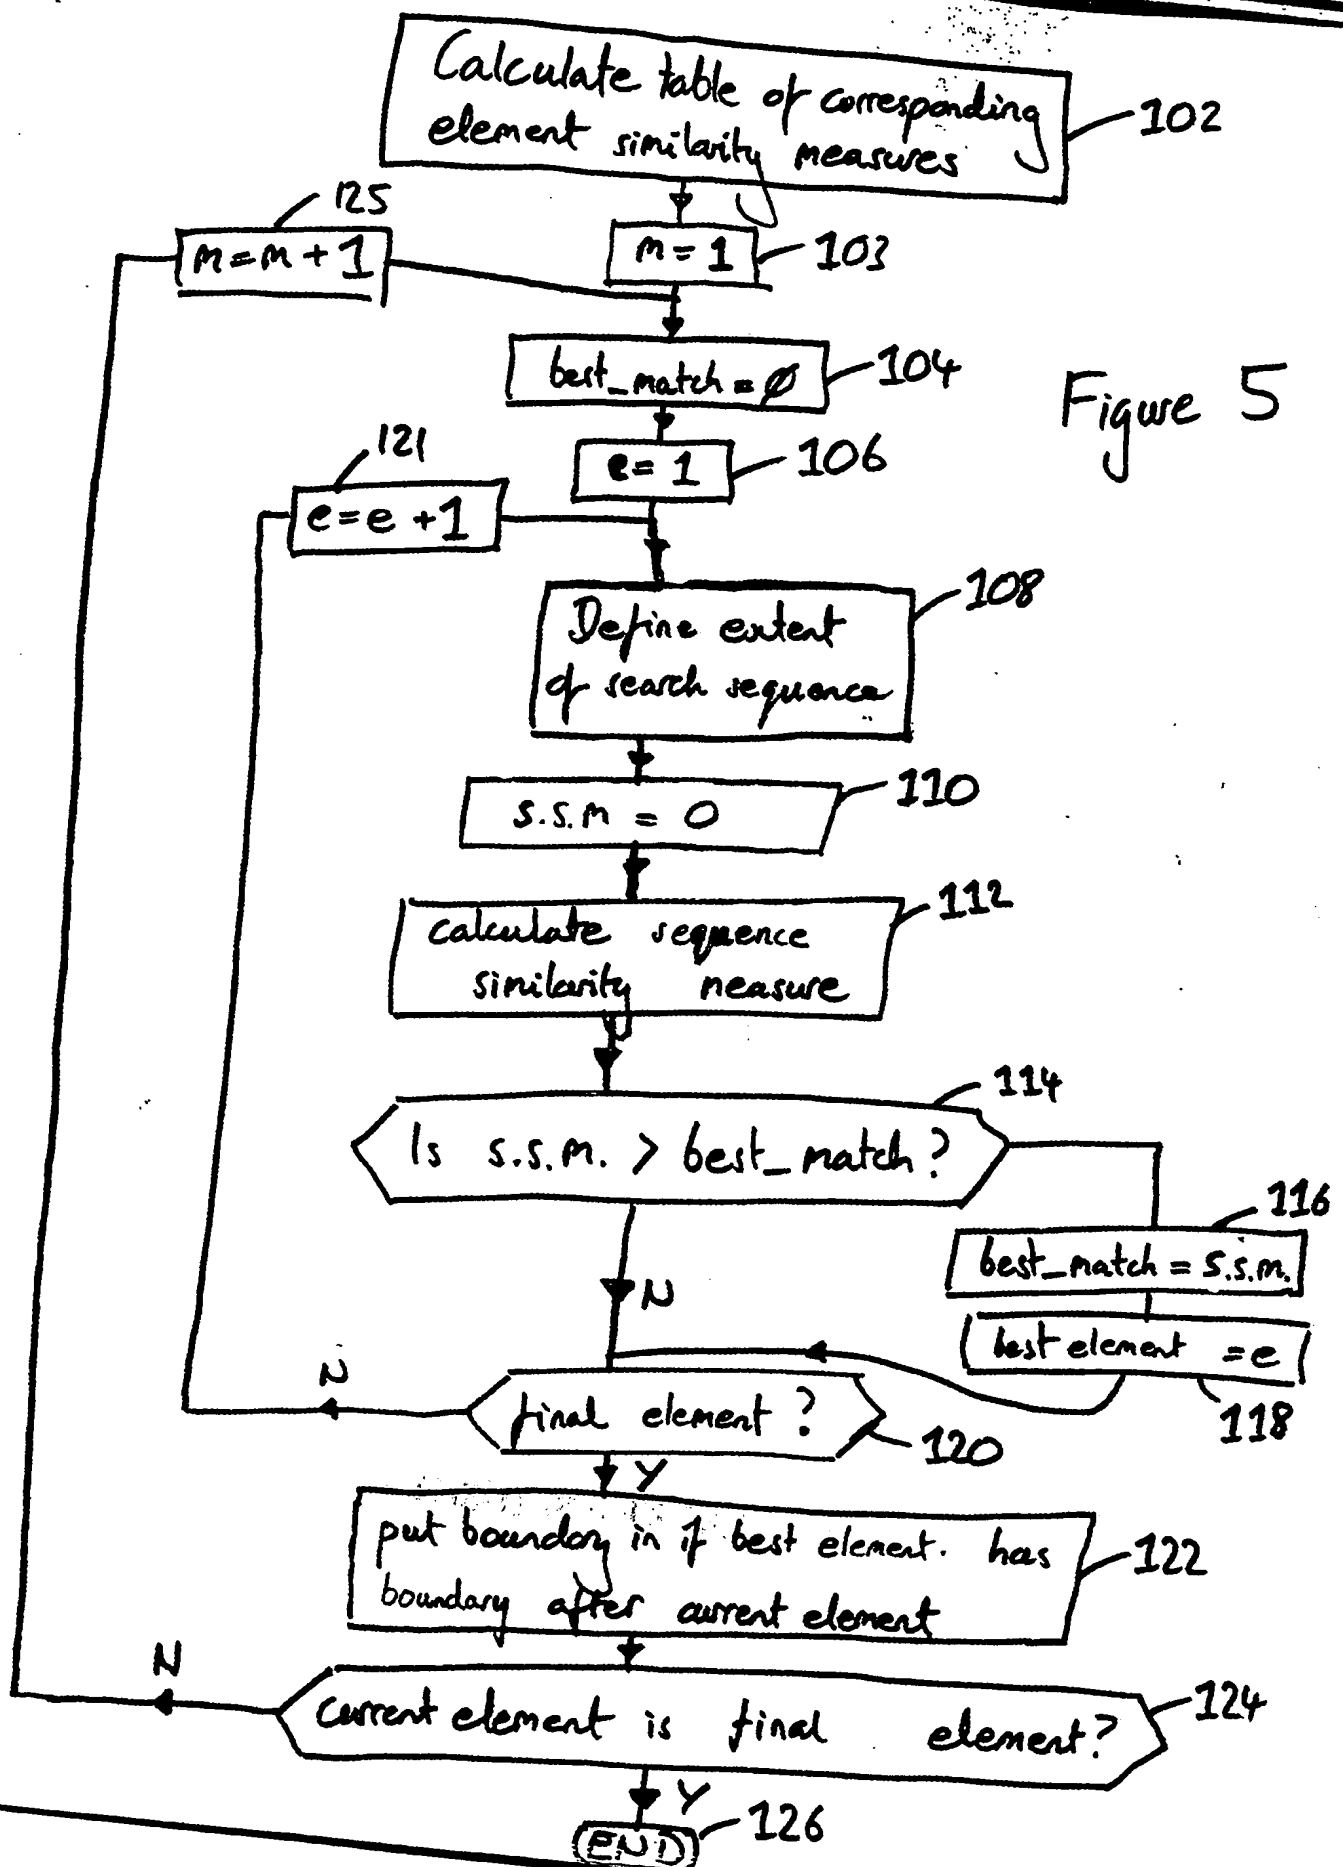 Calculate table of corresponding
element similarity measures
102
125
m=m+1
m=1
103
best_match=ø
104
Figure 5
121
e=1
106
e=e+1
108
Define extent
of search sequence
110
s.s.m = 0
112
calculate sequence
similarity measure
114
Is s.s.m. > best_match?
116
best_match = s.s.m.
N
best element = e
118
N
final element?
120
Y
put boundary in if best element. has
boundary after current element
122
N
current element is final element?
124
Y
END
126